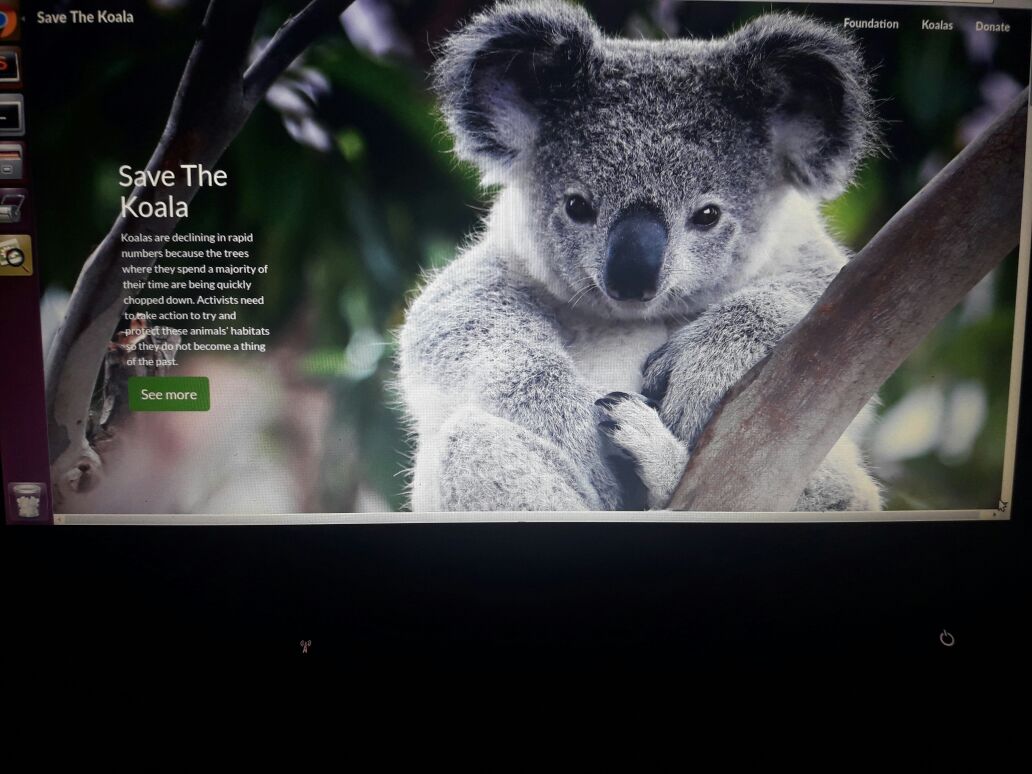 Save The Koala
Foundation Koalas Donate
Save The
Koala
Koalas are declining in rapid
numbers because the trees
where they spend a majority of
their time are being quickly
chopped down. Activists need
to take action to try and
protect these animals' habitats
so they do not become a thing
of the past.
See more